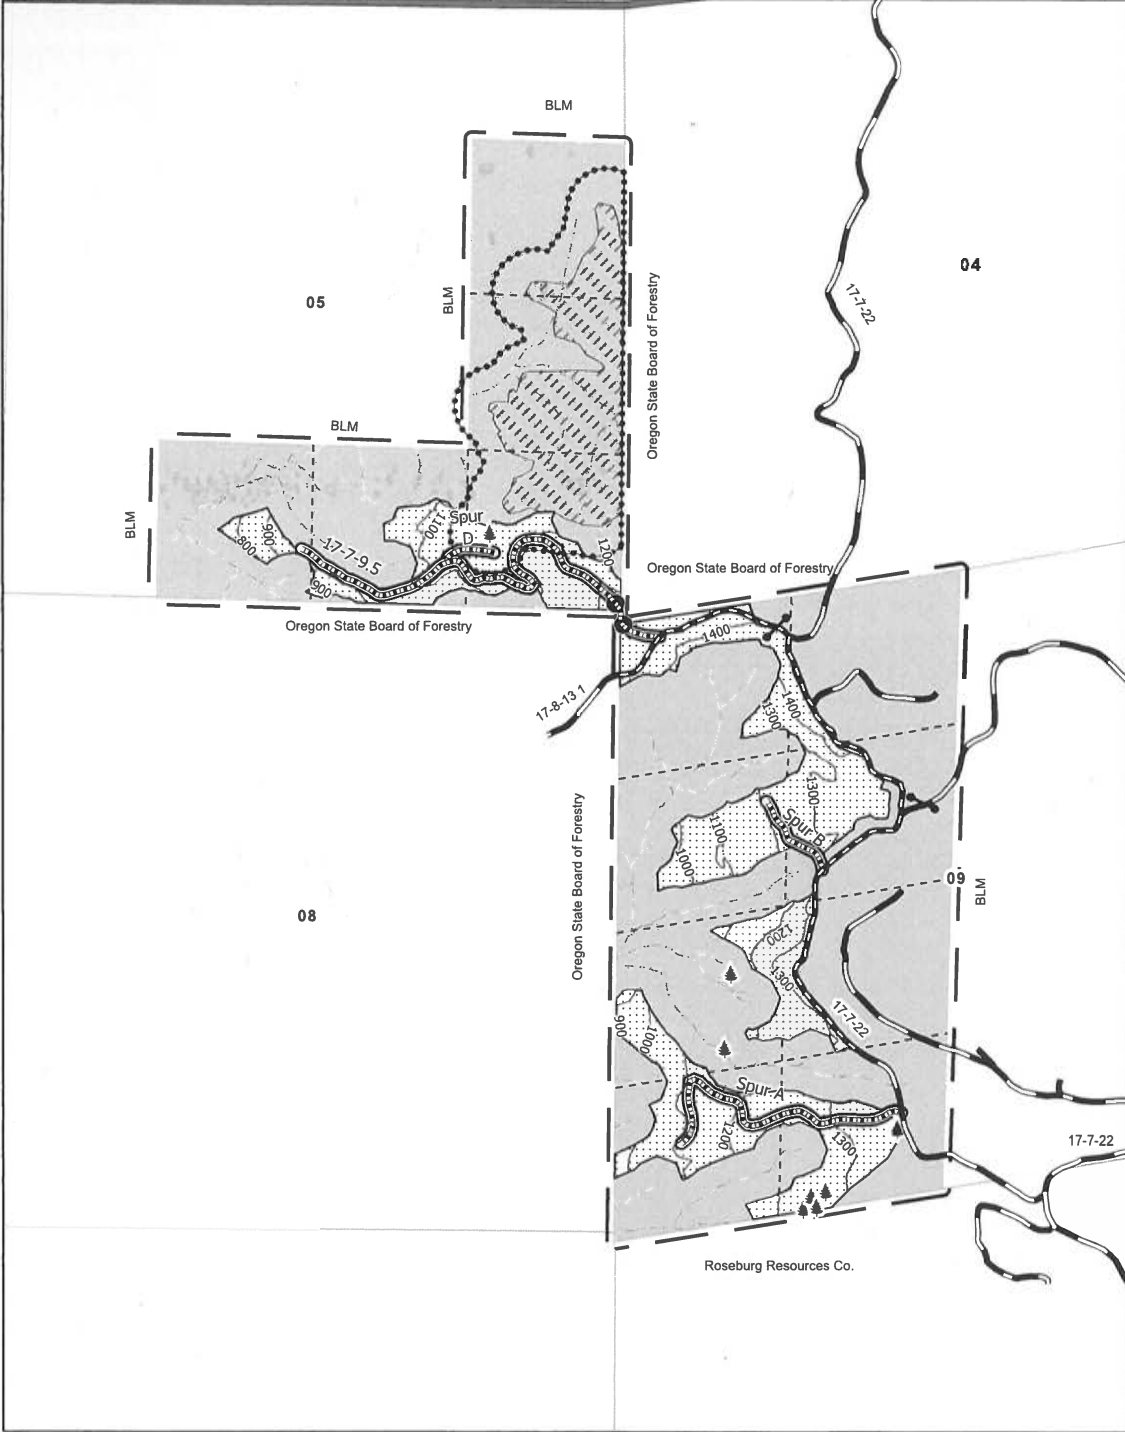 BLM
04
05
BLM
17-7-22
Oregon State Board of Forestry
BLM
BLM
1100
Spur
D
900
800
17-7-9.5
1200
900
Oregon State Board of Forestry
Oregon State Board of Forestry
1400
17-8-13 1
1400
1300
1300
Spur B
1100
1000
Oregon State Board of Forestry
09
BLM
08
1200
1300
17-7-22
900
1000
Spur A
1200
1300
17-7-22
Roseburg Resources Co.